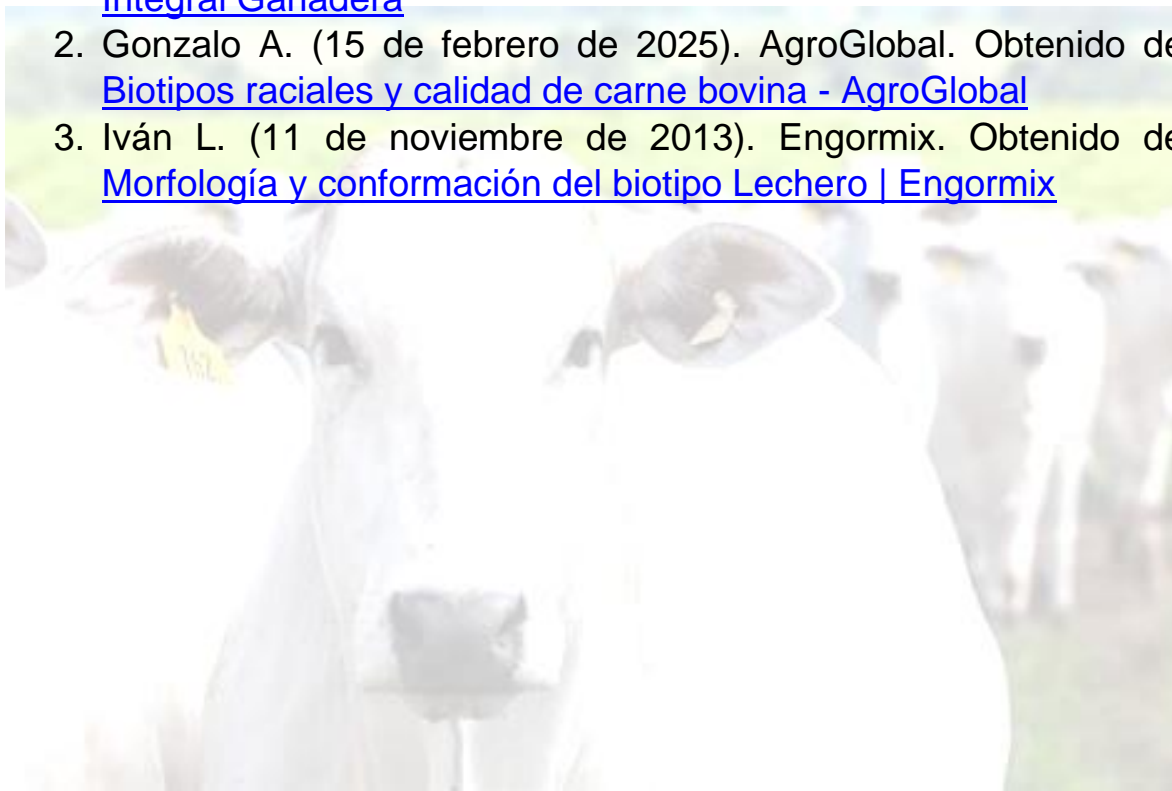 Integral Ganadera
2. Gonzalo A. (15 de febrero de 2025). AgroGlobal. Obtenido de
Biotipos raciales y calidad de carne bovina - AgroGlobal
3. Iván L. (11 de noviembre de 2013). Engormix. Obtenido de
Morfología y conformación del biotipo Lechero | Engormix